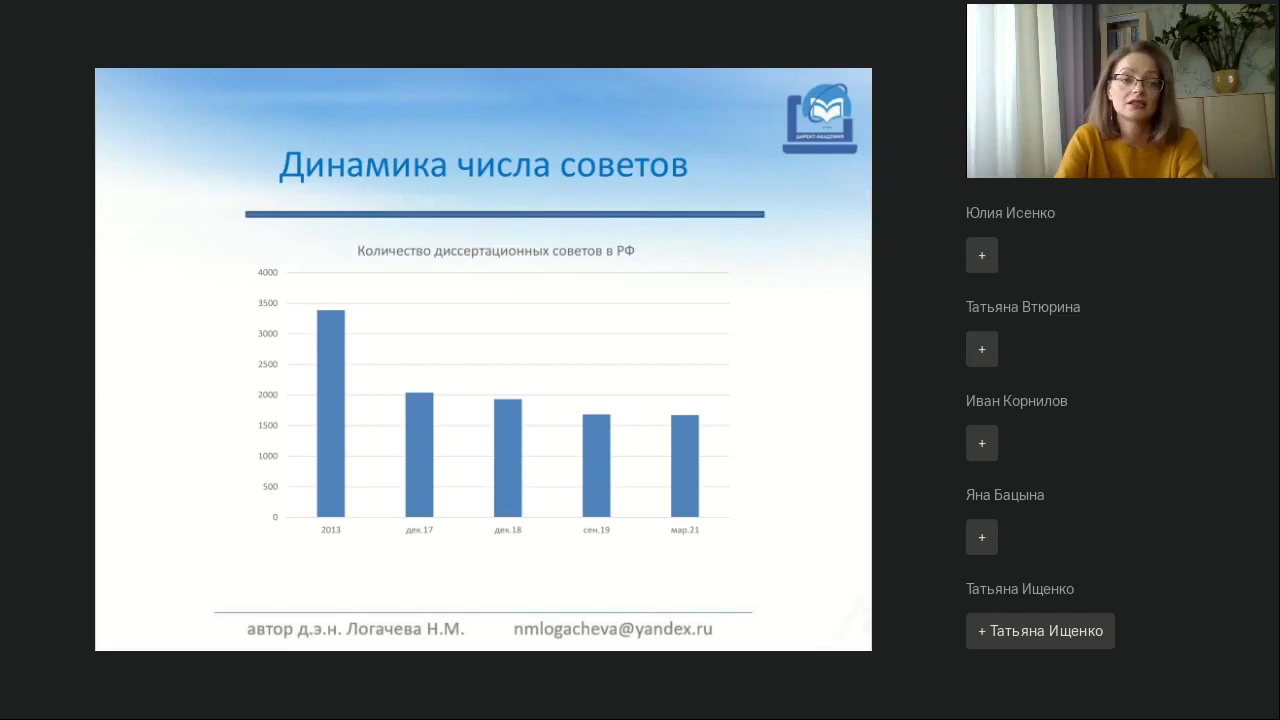 ДИРЕКТ-АКАДЕМИЯ
Динамика числа советов
Количество диссертационных советов в РФ
4000
3500
3000
2500
2000
1500
1000
500
0
2013
дек.17
дек.18
сен.19
мар.21
автор д.э.н. Логачева Н.М.
nmlogacheva@yandex.ru
Юлия Исенко
+
Татьяна Втюрина
+
Иван Корнилов
+
Яна Бацына
+
Татьяна Ищенко
+ Татьяна Ищенко